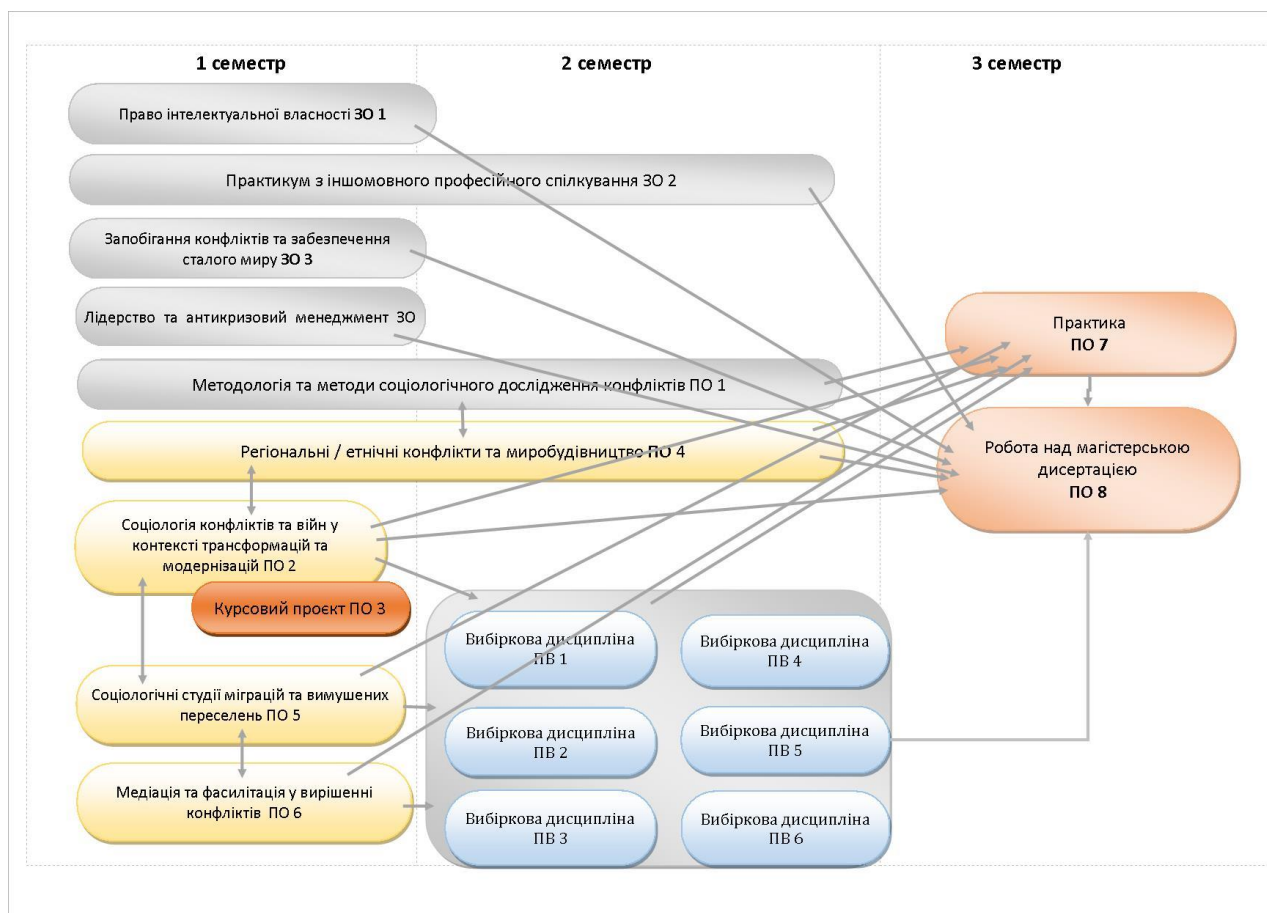 1 семестр
2 семестр
3 семестр
Право інтелектуальної власності ЗО 1
Практикум з іншомовного професійного спілкування ЗО 2
Запобігання конфліктів та забезпечення
сталого миру ЗО 3
Лідерство та антикризовий менеджмент ЗО
Методологія та методи соціологічного дослідження конфліктів ПО 1
Регіональні / етнічні конфлікти та миробудівництво ПО 4
Соціологія конфліктів та війн у
контексті трансформацій та
модернізацій ПО 2
Курсовий проєкт ПО 3
Соціологічні студії міграцій та вимушених
переселень ПО 5
Медіація та фасилітація у вирішенні
конфліктів ПО 6
Вибіркова дисципліна
ПВ 1
Вибіркова дисципліна
ПВ 2
Вибіркова дисципліна
ПВ 3
Вибіркова дисципліна
ПВ 4
Вибіркова дисципліна
ПВ 5
Вибіркова дисципліна
ПВ 6
Практика
ПО 7
Робота над магістерською
дисертацією
ПО 8